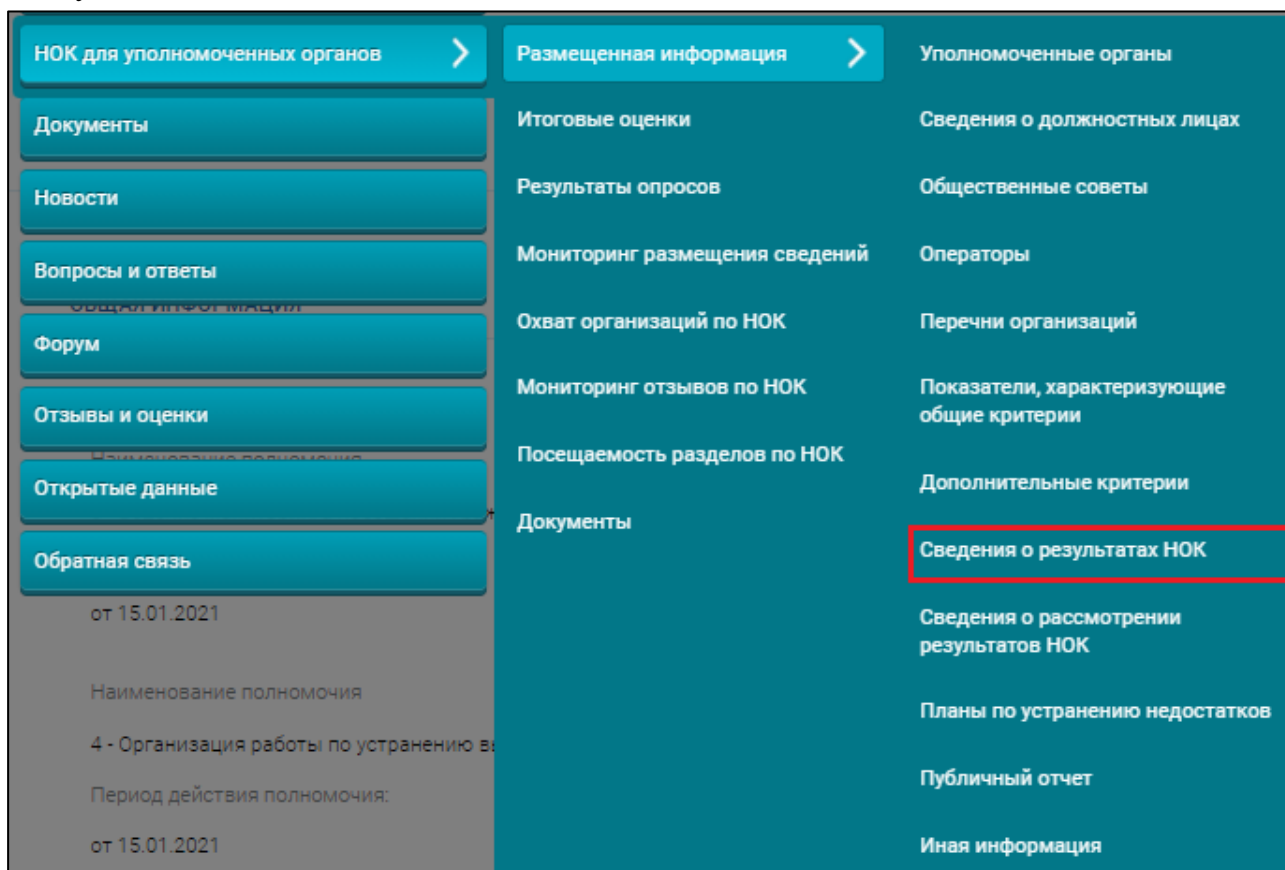 НОК для уполномоченных органов
Документы
Новости
Вопросы и ответы
ОБЩАЯ ИНФОРМАЦИЯ
Форум
Отзывы и оценки
Наименование полномочия
Открытые данные
Обратная связь
от 15.01.2021
Наименование полномочия
4 - Организация работы по устранению
Период действия полномочия:
от 15.01.2021
Размещенная информация
Итоговые оценки
Результаты опросов
Мониторинг размещения сведений
Охват организаций по НОК
Мониторинг отзывов по НОК
Посещаемость разделов по НОК
Документы
Уполномоченные органы
Сведения о должностных лицах
Общественные советы
Операторы
Перечни организаций
Показатели, характеризующие
общие критерии
Дополнительные критерии
Сведения о результатах НОК
Сведения о рассмотрении
результатов НОК
Планы по устранению недостатков
Публичный отчет
Иная информация